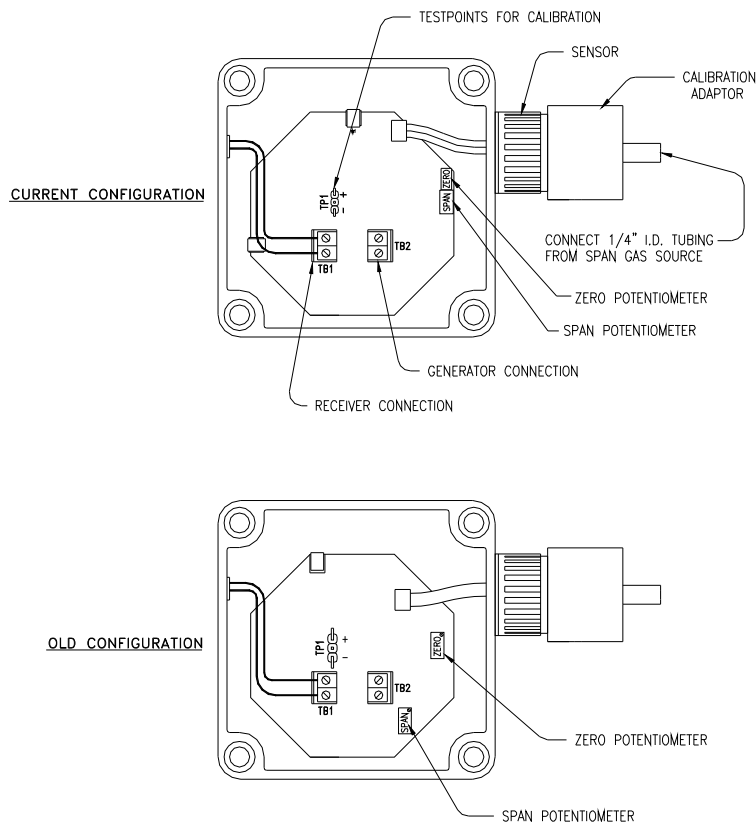 TESTPOINTS FOR CALIBRATION
SENSOR
CALIBRATION
ADAPTOR
CURRENT CONFIGURATION
TP1
+
-
ZERO
SPAN
TB1
TB2
CONNECT 1/4" I.D. TUBING
FROM SPAN GAS SOURCE
ZERO POTENTIOMETER
SPAN POTENTIOMETER
GENERATOR CONNECTION
RECEIVER CONNECTION
OLD CONFIGURATION
TP1
+
-
ZERO
TB1
TB2
SPAN
ZERO POTENTIOMETER
SPAN POTENTIOMETER